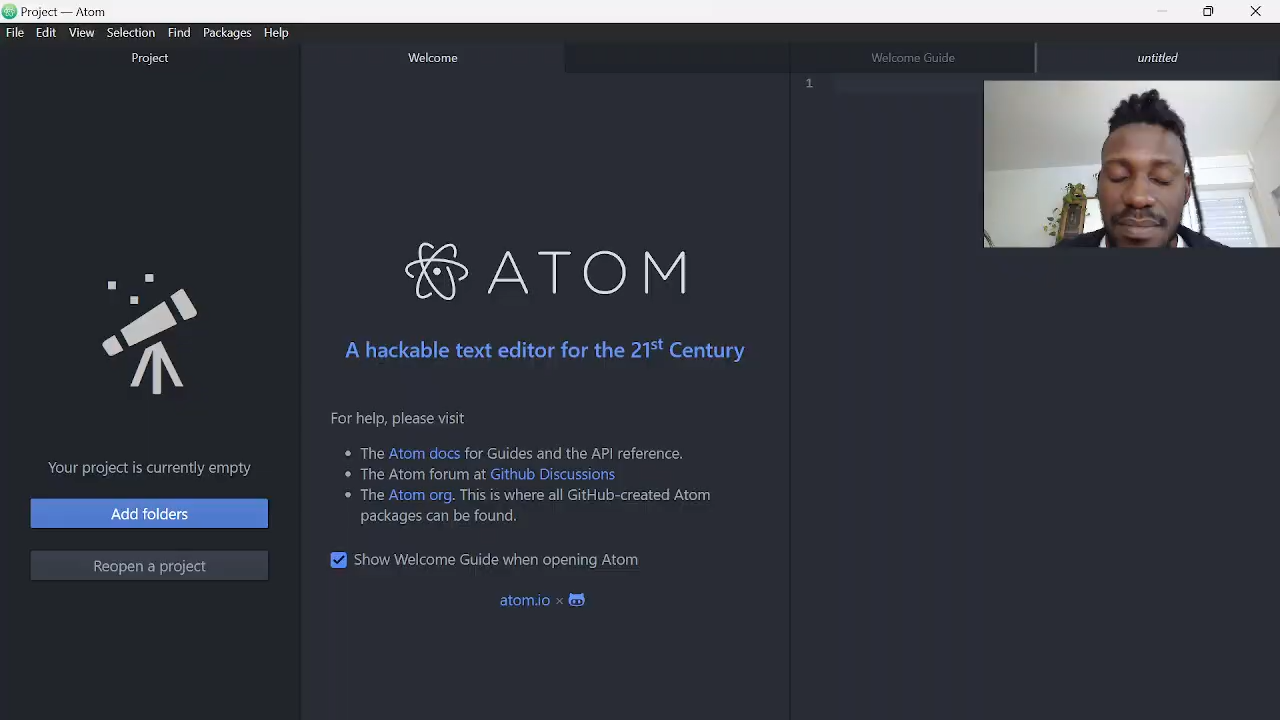 Project — Atom
File Edit View Selection Find Packages Help
Project
Welcome
Welcome Guide
untitled
1
ATOM
A hackable text editor for the 21st Century
For help, please visit
• The Atom docs for Guides and the API reference.
• The Atom forum at Github Discussions
• The Atom org. This is where all GitHub-created Atom
packages can be found.
Show Welcome Guide when opening Atom
atom.io ×
Your project is currently empty
Add folders
Reopen a project